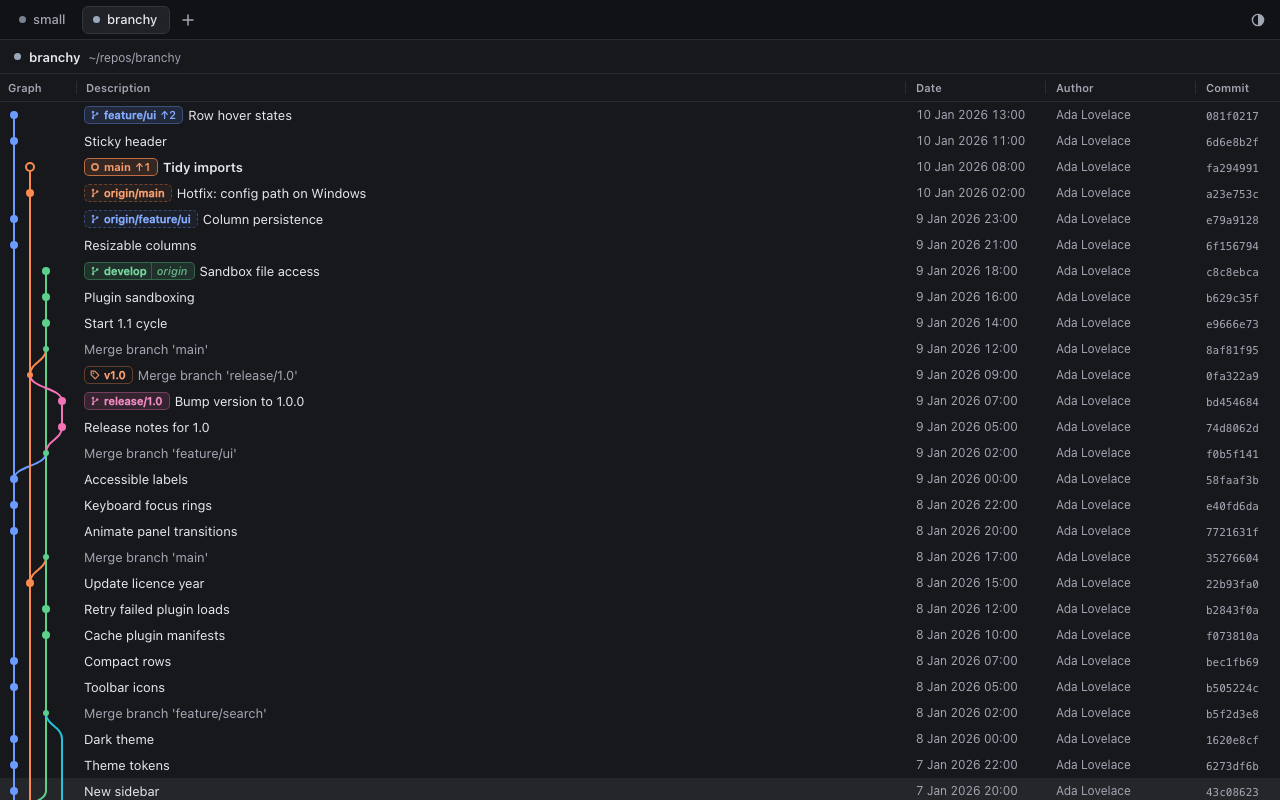 small branchy +
branchy ~/repos/branchy
Graph Description Date Author Commit
feature/ui ↑2 Row hover states 10 Jan 2026 13:00 Ada Lovelace 081f0217
Sticky header 10 Jan 2026 11:00 Ada Lovelace 6d6e8b2f
main ↑1 Tidy imports 10 Jan 2026 08:00 Ada Lovelace fa294991
origin/main Hotfix: config path on Windows 10 Jan 2026 02:00 Ada Lovelace a23e753c
origin/feature/ui Column persistence 9 Jan 2026 23:00 Ada Lovelace e79a9128
Resizable columns 9 Jan 2026 21:00 Ada Lovelace 6f156794
develop origin Sandbox file access 9 Jan 2026 18:00 Ada Lovelace c8c8ebca
Plugin sandboxing 9 Jan 2026 16:00 Ada Lovelace b629c35f
Start 1.1 cycle 9 Jan 2026 14:00 Ada Lovelace e9666e73
Merge branch 'main' 9 Jan 2026 12:00 Ada Lovelace 8af81f95
v1.0 Merge branch 'release/1.0' 9 Jan 2026 09:00 Ada Lovelace 0fa322a9
release/1.0 Bump version to 1.0.0 9 Jan 2026 07:00 Ada Lovelace bd454684
Release notes for 1.0 9 Jan 2026 05:00 Ada Lovelace 74d8062d
Merge branch 'feature/ui' 9 Jan 2026 02:00 Ada Lovelace f0b5f141
Accessible labels 9 Jan 2026 00:00 Ada Lovelace 58faaf3b
Keyboard focus rings 8 Jan 2026 22:00 Ada Lovelace e40fd6da
Animate panel transitions 8 Jan 2026 20:00 Ada Lovelace 7721631f
Merge branch 'main' 8 Jan 2026 17:00 Ada Lovelace 35276604
Update licence year 8 Jan 2026 15:00 Ada Lovelace 22b93fa0
Retry failed plugin loads 8 Jan 2026 12:00 Ada Lovelace b2843f0a
Cache plugin manifests 8 Jan 2026 10:00 Ada Lovelace f073810a
Compact rows 8 Jan 2026 07:00 Ada Lovelace bec1fb69
Toolbar icons 8 Jan 2026 05:00 Ada Lovelace b505224c
Merge branch 'feature/search' 8 Jan 2026 02:00 Ada Lovelace b5f2d3e8
Dark theme 8 Jan 2026 00:00 Ada Lovelace 1620e8cf
Theme tokens 7 Jan 2026 22:00 Ada Lovelace 6273df6b
New sidebar 7 Jan 2026 20:00 Ada Lovelace 43c08623